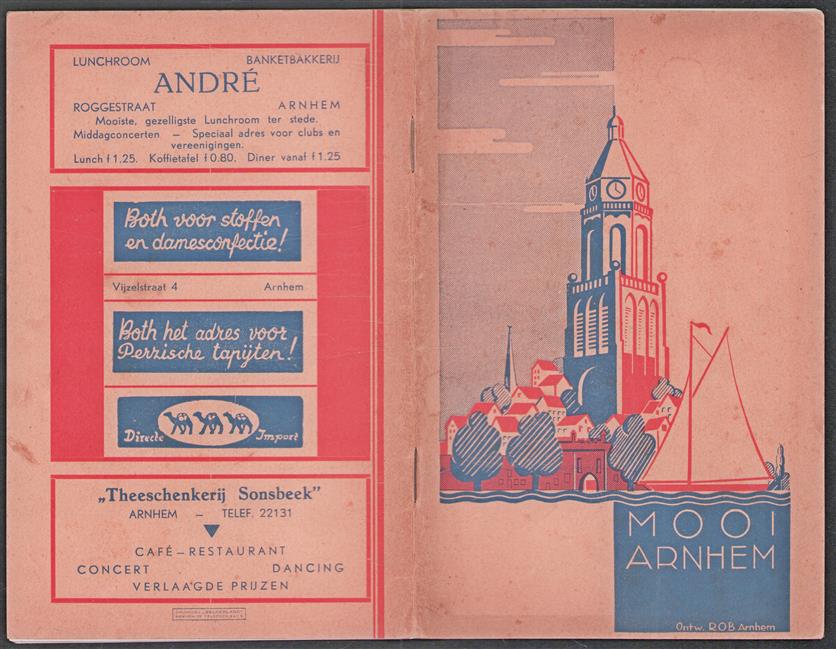 LUNCHROOM BANKETBAKKERIJ
ANDRÉ
ROGGESTRAAT ARNHEM
Mooiste, gezelligste Lunchroom ter stede.
Middagconcerten — Speciaal adres voor clubs en
vereenigingen.
Lunch f 1.25. Koffietafel f 0.80. Diner vanaf f 1.25
Both voor stoffen
en damesconfectie!
Vijzelstraat 4 Arnhem
Both het adres voor
Perzische tapijten!
Directe Import
„Theeschenkerij Sonsbeek"
ARNHEM — TELEF. 22131
CAFÉ—RESTAURANT
CONCERT DANCING
VERLAAGDE PRIJZEN
MOOI
ARNHEM
Ontw. ROB Arnhem